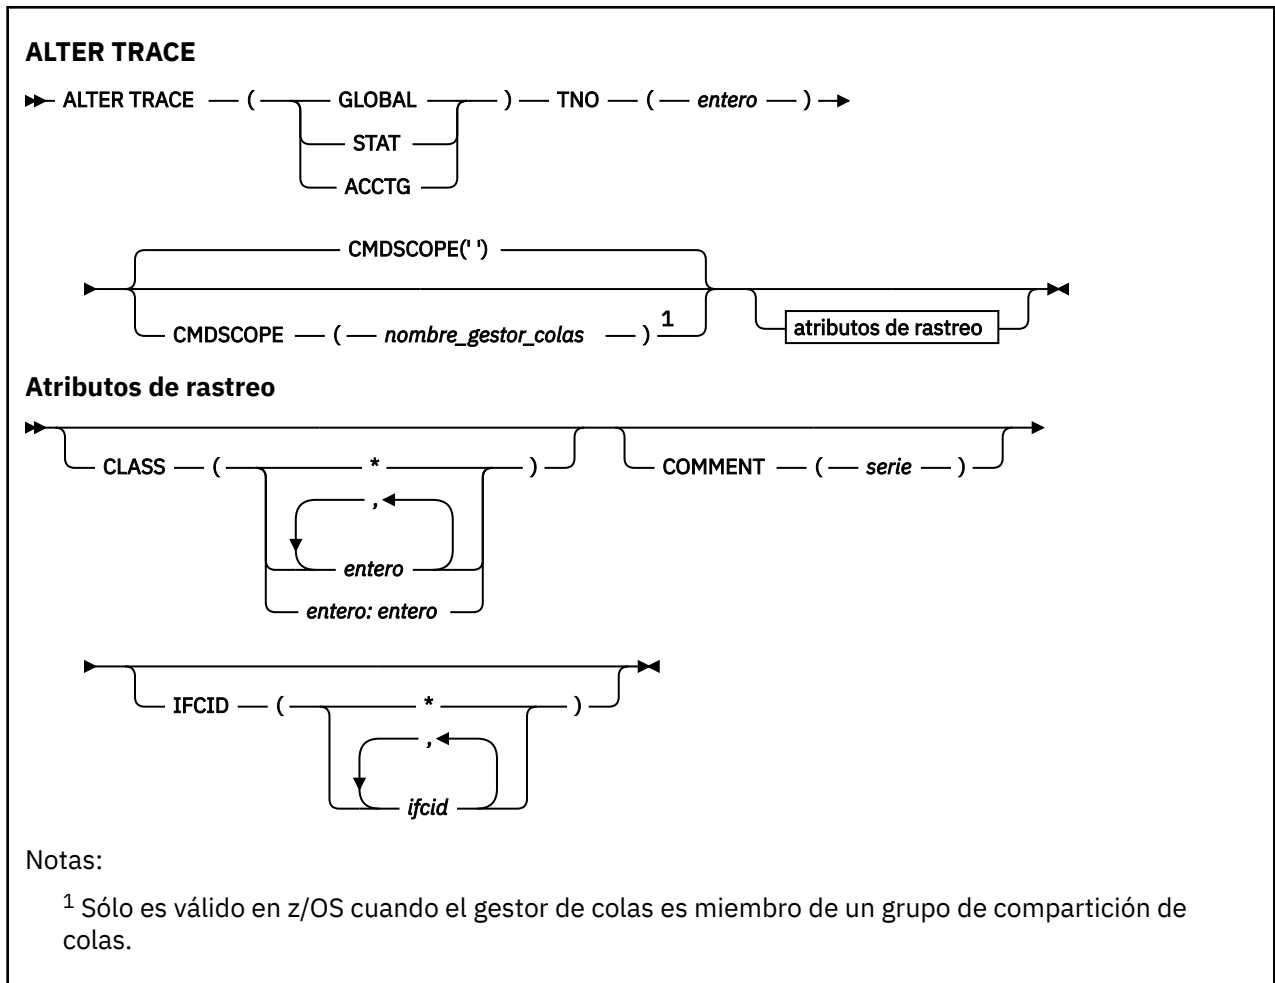 ALTER TRACE
ALTER TRACE ( GLOBAL ) TNO ( entero )
STAT
ACCTG
CMDSCOPE(' ')
CMDSCOPE ( nombre_gestor_colas ) 1
atributos de rastreo
Atributos de rastreo
CLASS ( * ) COMMENT ( serie )
,
entero
entero: entero
IFCID ( * )
,
ifcid
Notas:
1 Sólo es válido en z/OS cuando el gestor de colas es miembro de un grupo de compartición de
colas.